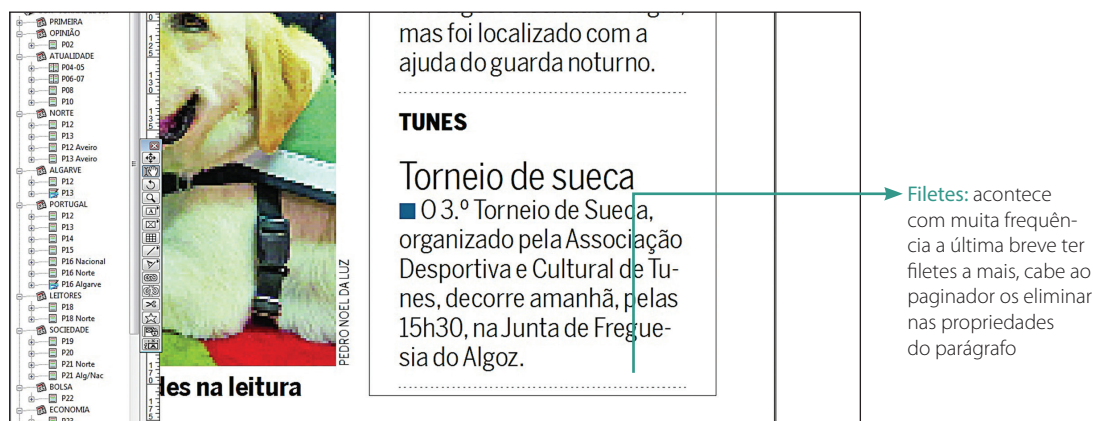 PRIMEIRA
OPINIÃO
P02
ATUALIDADE
P04-05
P06-07
P08
P10
NORTE
P12
P13
P12 Aveiro
P13 Aveiro
ALGARVE
P12
P13
PORTUGAL
P12
P13
P14
P15
P16 Nacional
P16 Norte
P16 Algarve
LEITORES
P18
P18 Norte
SOCIEDADE
P19
P20
P21 Norte
P21 Alg/Nac
BOLSA
P22
ECONOMIA
P23
PEDRO NOEL DA LUZ
des na leitura
mas foi localizado com a
ajuda do guarda noturno.
TUNES
Torneio de sueca
O 3.º Torneio de Sueca,
organizado pela Associação
Desportiva e Cultural de Tu-
nes, decorre amanhã, pelas
15h30, na Junta de Fregue-
sia do Algoz.
Filetes: acontece
com muita frequên-
cia a última breve ter
filetes a mais, cabe ao
paginador os eliminar
nas propriedades
do parágrafo